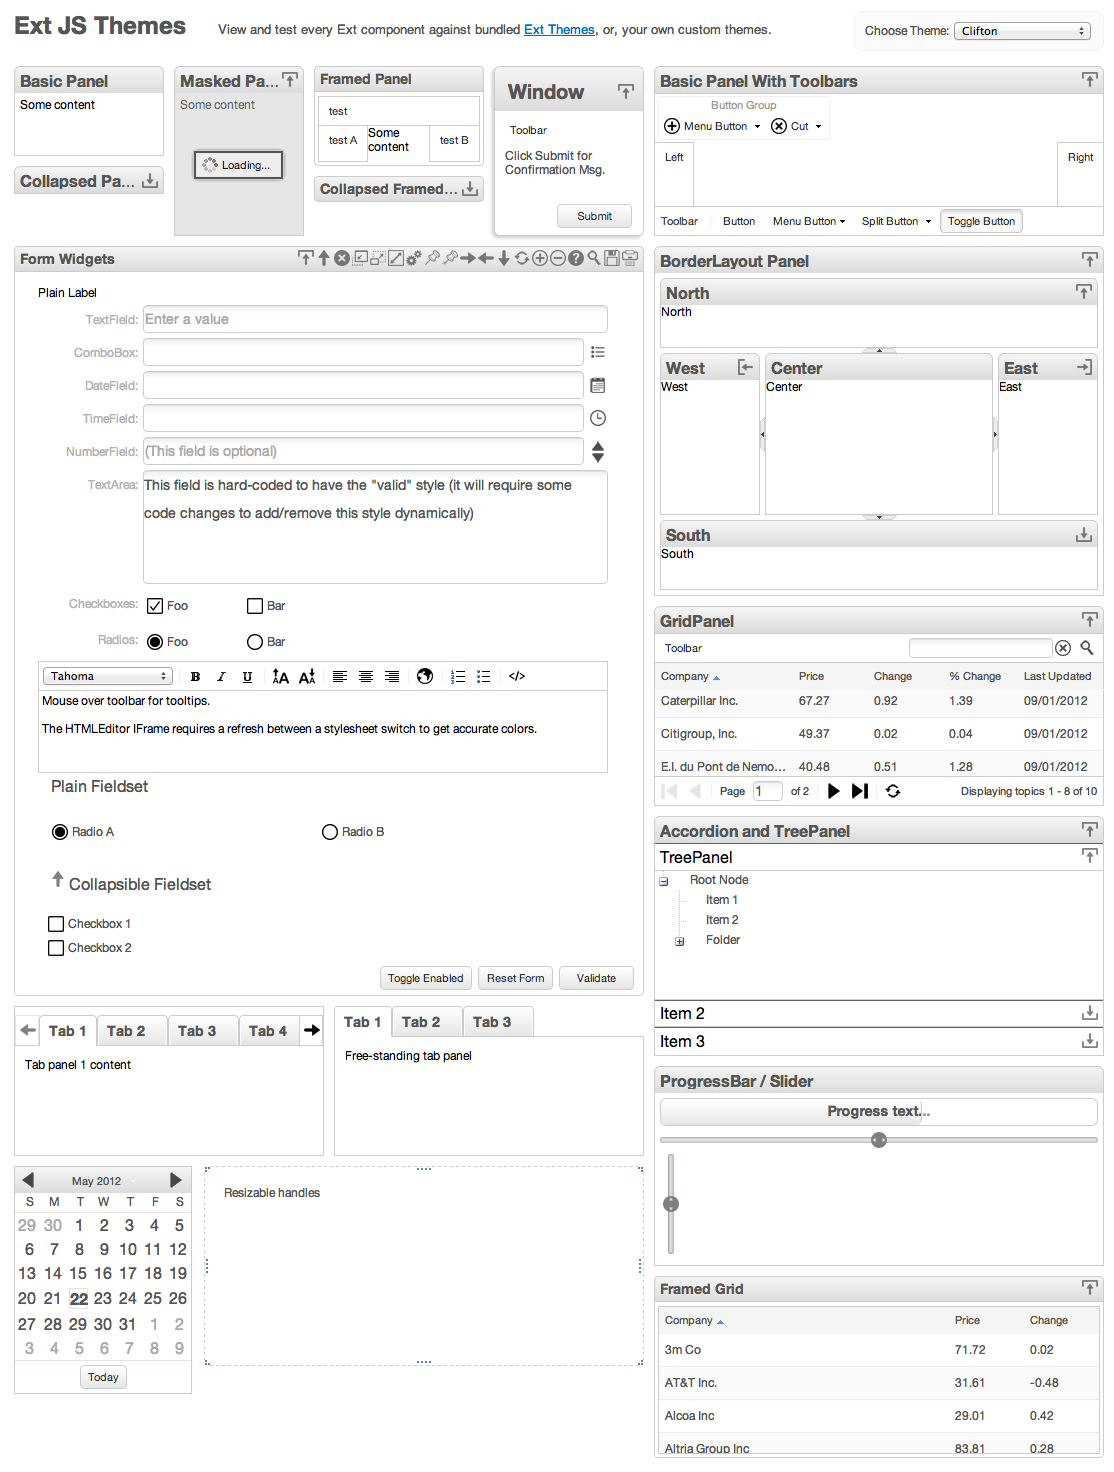 Ext JS Themes
View and test every Ext component against bundled Ext Themes, or, your own custom themes.
Choose Theme: Clifton
Basic Panel
Some content
Collapsed Pa...
Masked Pa...
Some content
Loading...
Framed Panel
test
test A
Some
content
test B
Collapsed Framed...
Window
Toolbar
Click Submit for
Confirmation Msg.
Submit
Basic Panel With Toolbars
Button Group
Menu Button Cut
Left
Right
Toolbar Button Menu Button Split Button Toggle Button
Form Widgets
Plain Label
TextField: Enter a value
ComboBox:
DateField:
TimeField:
NumberField: (This field is optional)
TextArea: This field is hard-coded to have the "valid" style (it will require some
code changes to add/remove this style dynamically)
Checkboxes: Foo Bar
Radios: Foo Bar
Tahoma B I U A A </>
Mouse over toolbar for tooltips.
The HTMLEditor IFrame requires a refresh between a stylesheet switch to get accurate colors.
Plain Fieldset
Radio A Radio B
Collapsible Fieldset
Checkbox 1
Checkbox 2
Toggle Enabled Reset Form Validate
BorderLayout Panel
North
North
West
West
Center
Center
East
East
South
South
GridPanel
Toolbar
Company Price Change % Change Last Updated
Caterpillar Inc. 67.27 0.92 1.39 09/01/2012
Citigroup, Inc. 49.37 0.02 0.04 09/01/2012
E.I. du Pont de Nemo... 40.48 0.51 1.28 09/01/2012
Page 1 of 2 Displaying topics 1 - 8 of 10
Accordion and TreePanel
TreePanel
Root Node
Item 1
Item 2
Folder
Item 2
Item 3
Tab 1 Tab 2 Tab 3 Tab 4
Tab panel 1 content
Tab 1 Tab 2 Tab 3
Free-standing tab panel
ProgressBar / Slider
Progress text...
May 2012
S M T W T F S
29 30 1 2 3 4 5
6 7 8 9 10 11 12
13 14 15 16 17 18 19
20 21 22 23 24 25 26
27 28 29 30 31 1 2
3 4 5 6 7 8 9
Today
Resizable handles
Framed Grid
Company Price Change
3m Co 71.72 0.02
AT&T Inc. 31.61 -0.48
Alcoa Inc 29.01 0.42
Altria Group Inc 83.81 0.28